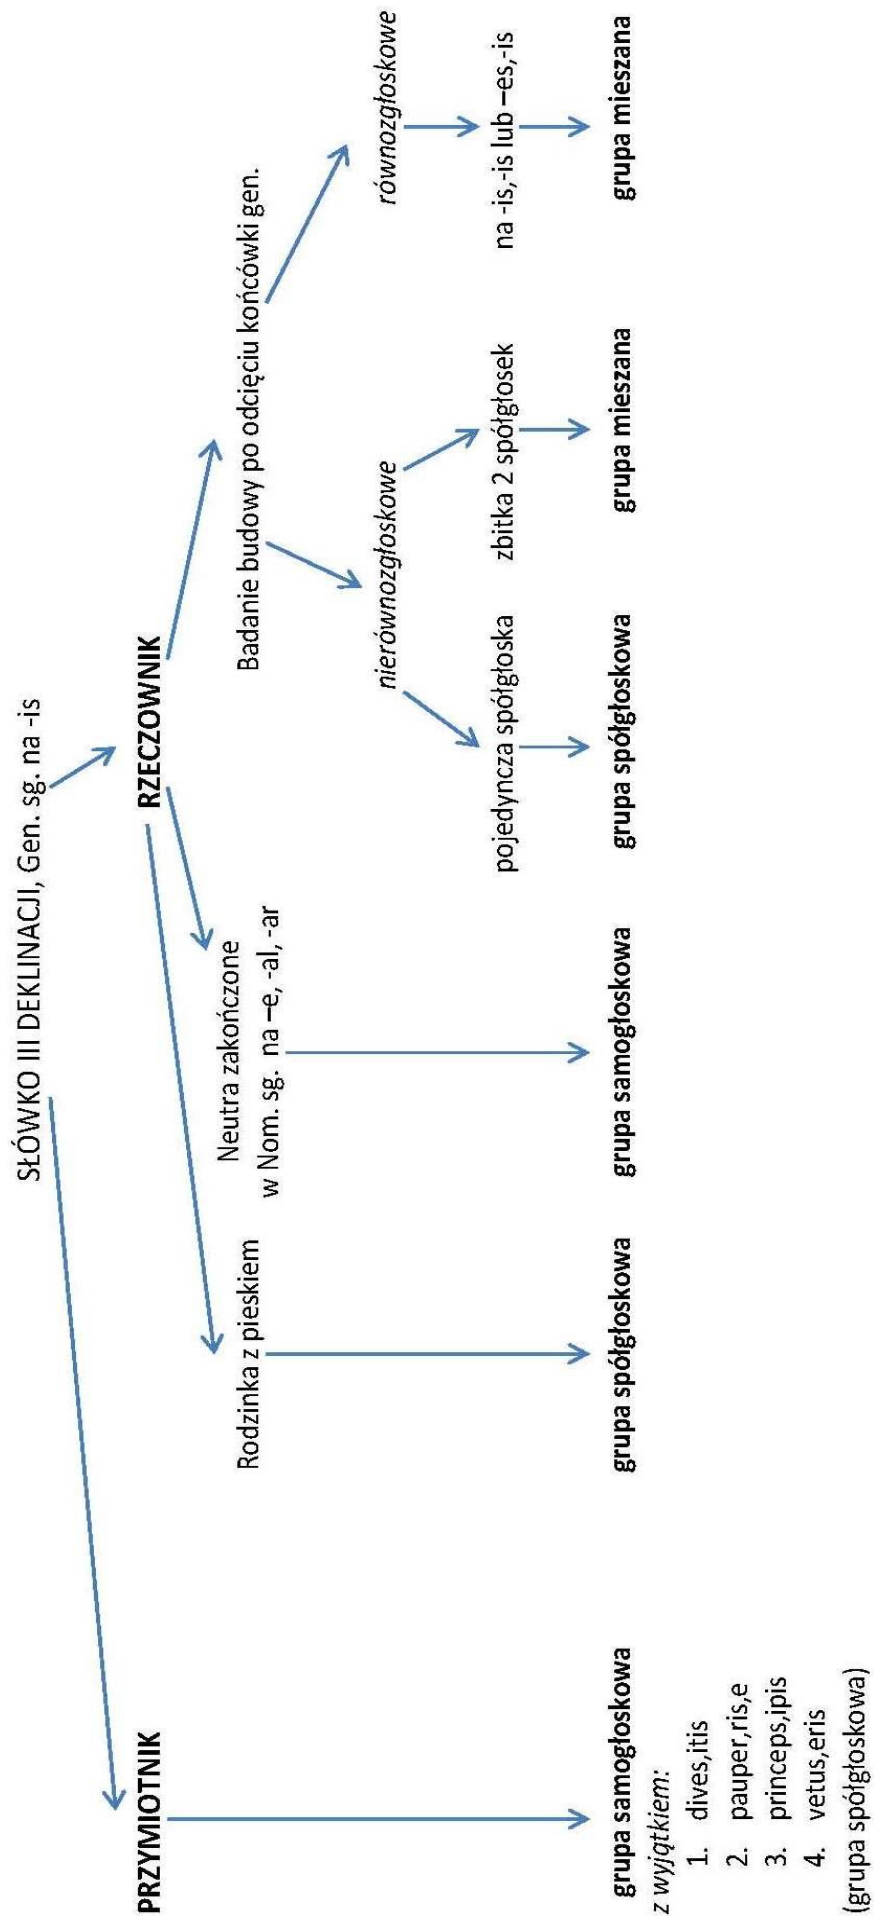 SŁÓWKO III DEKLINACJI, Gen. sg. na -is
PRZYMIOTNIK
RZECZOWNIK
Rodzinka z pieskiem
Neutra zakończone
w Nom. sg. na –e, -al, -ar
Badanie budowy po odcięciu końcówki gen.
nierównozgłoskowe
równozgłoskowe
pojedyncza spółgłoska
zbitka 2 spółgłosek
na -is,-is lub –es,-is
grupa samogłoskowa
z wyjątkiem:
1. dives,itis
2. pauper,ris,e
3. princeps,ipis
4. vetus,eris
(grupa spółgłoskowa)
grupa spółgłoskowa
grupa samogłoskowa
grupa spółgłoskowa
grupa mieszana
grupa mieszana